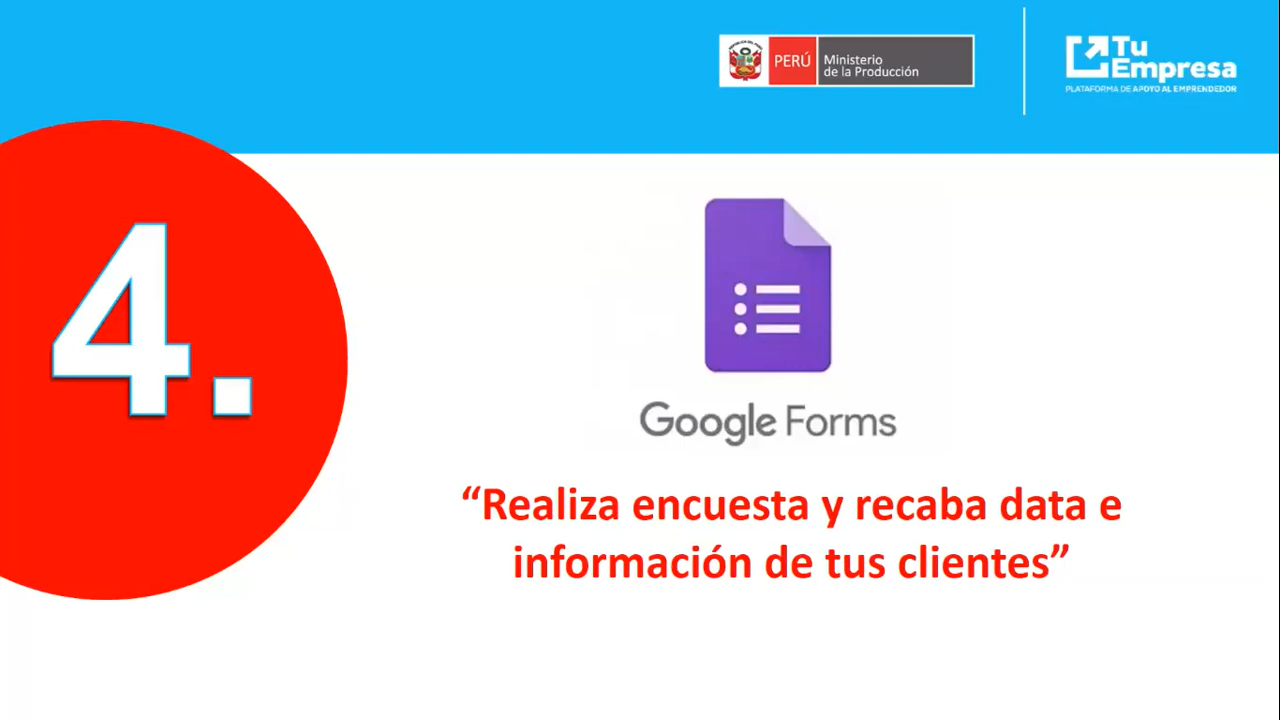 PERÚ
Ministerio
de la Producción
Tu
Empresa
PLATAFORMA DE APOYO AL EMPRENDEDOR
4.
Google Forms
“Realiza encuesta y recaba data e
información de tus clientes”